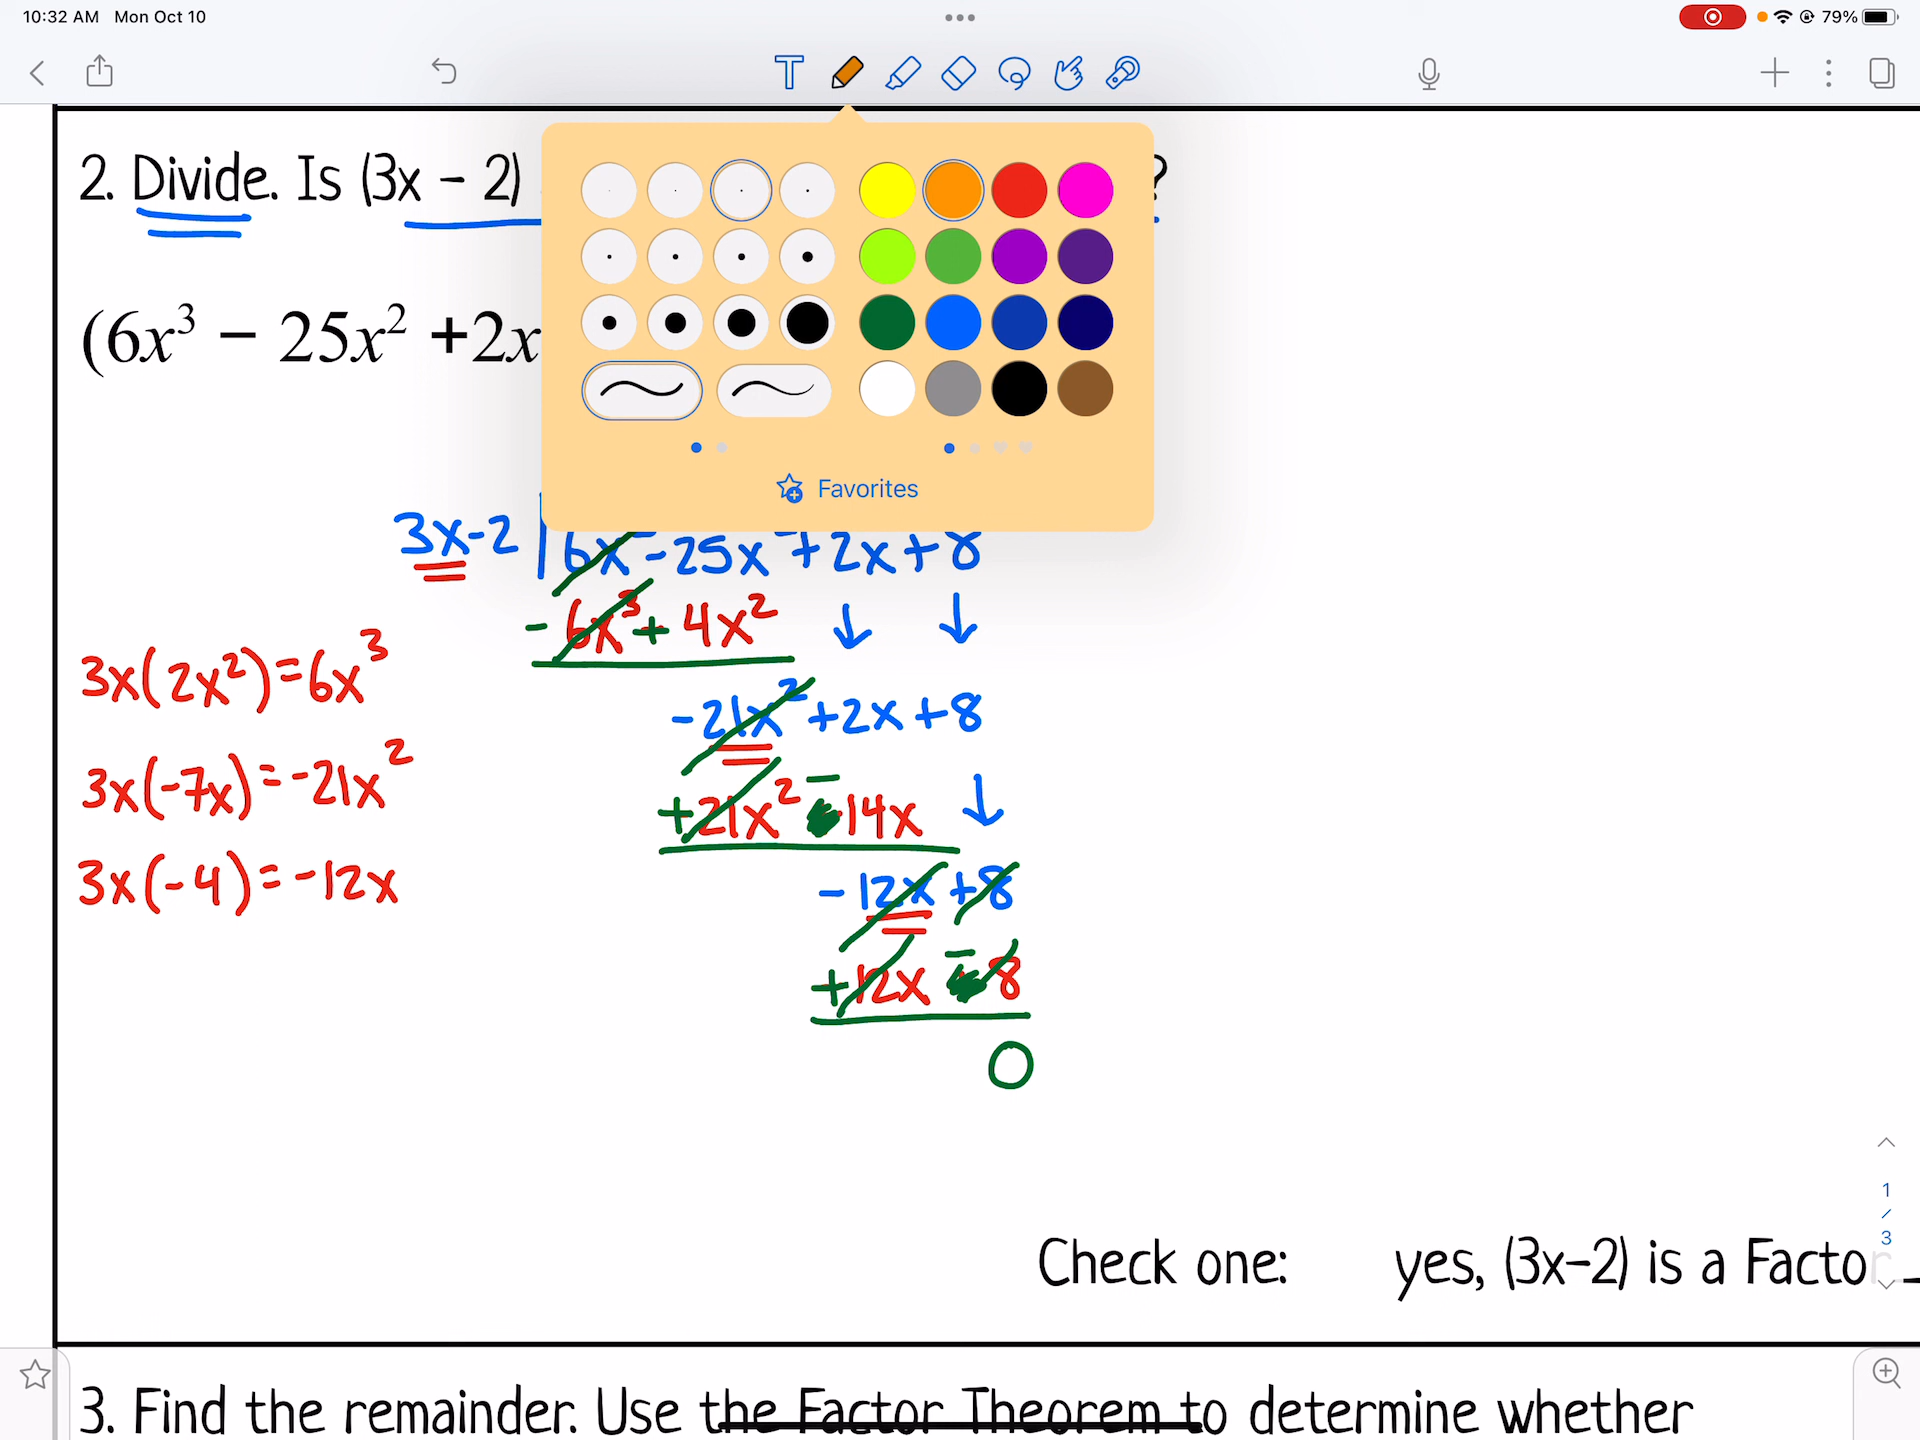 10:32 AM Mon Oct 10
79%
T
2. Divide. Is (3x - 2)
?
(6x³ - 25x² +2x
Favorites
3x-2 6x -25x +2x+8
- 6x³+ 4x²
3x(2x²)=6x³
-21x² +2x +8
3x(-7x)=-21x²
+21x² - 14x
3x(-4)=-12x
-12x +8
+12x - 8
0
1
/
3
Check one: yes, (3x-2) is a Factor
3. Find the remainder. Use the Factor Theorem to determine whether